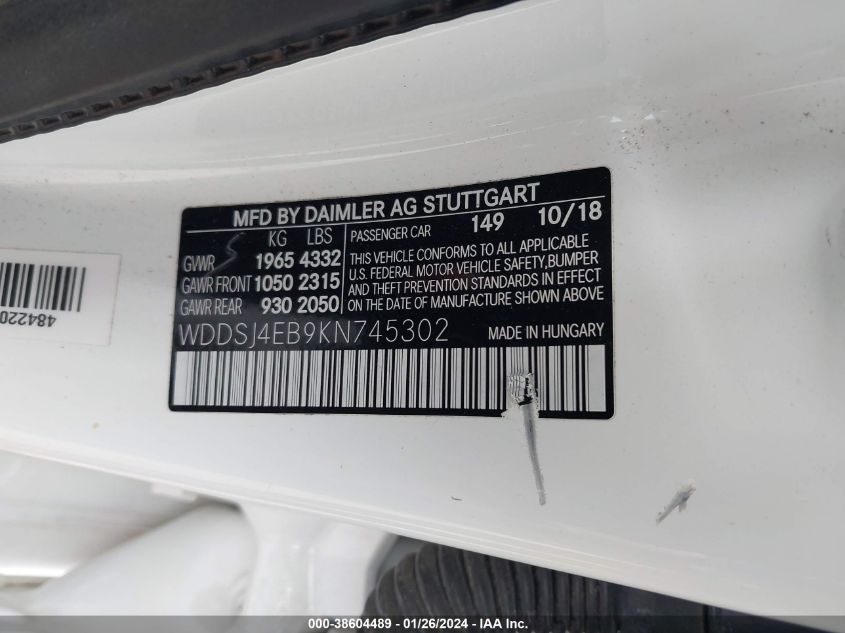 MFD BY DAIMLER AG STUTTGART
KG LBS
GVWR 1965 4332
GAWR FRONT 1050 2315
GAWR REAR 930 2050
PASSENGER CAR 149 10/18
THIS VEHICLE CONFORMS TO ALL APPLICABLE
U.S. FEDERAL MOTOR VEHICLE SAFETY,BUMPER
AND THEFT PREVENTION STANDARDS IN EFFECT
ON THE DATE OF MANUFACTURE SHOWN ABOVE
WDDSJ4EB9KN745302 MADE IN HUNGARY
484220
000-38604489 - 01/26/2024 - IAA Inc.